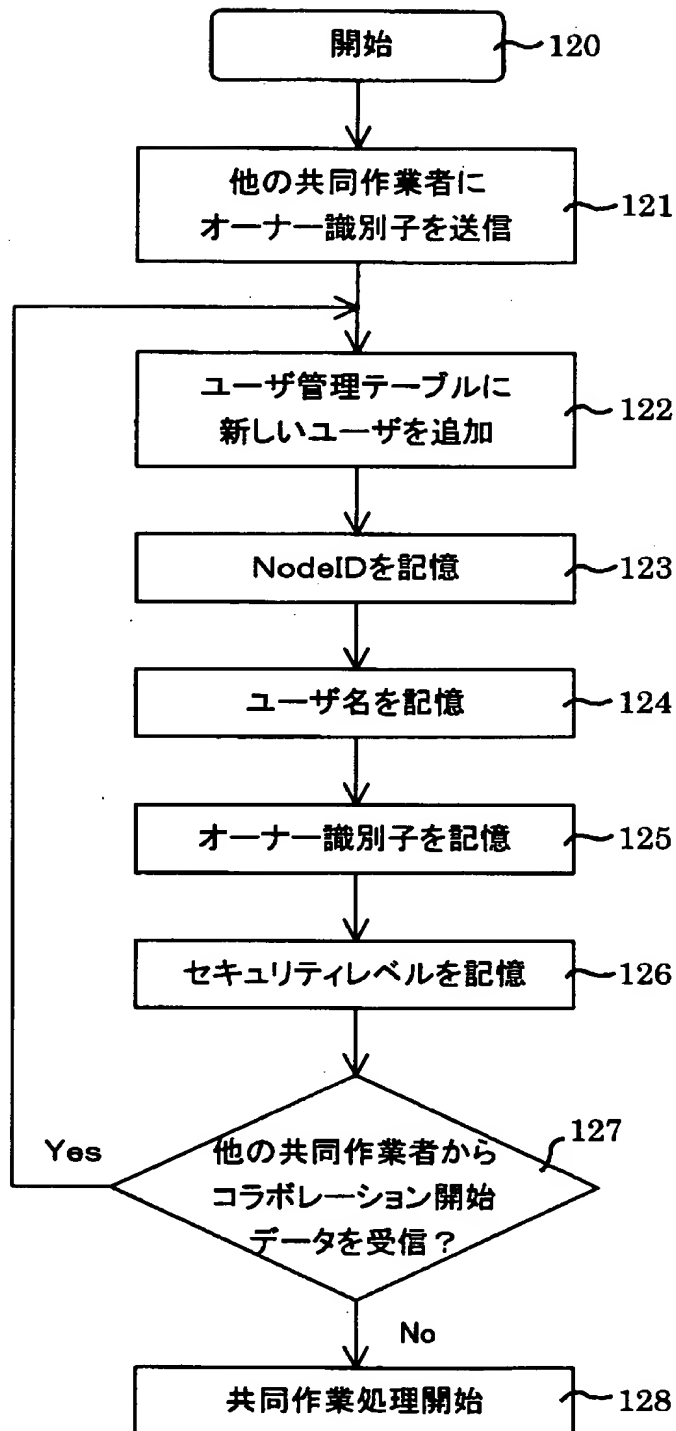 開始
120
他の共同作業者に
オーナー識別子を送信
121
ユーザ管理テーブルに
新しいユーザを追加
122
NodeIDを記憶
123
ユーザ名を記憶
124
オーナー識別子を記憶
125
セキュリティレベルを記憶
126
Yes
127
他の共同作業者から
コラボレーション開始
データを受信？
No
共同作業処理開始
128